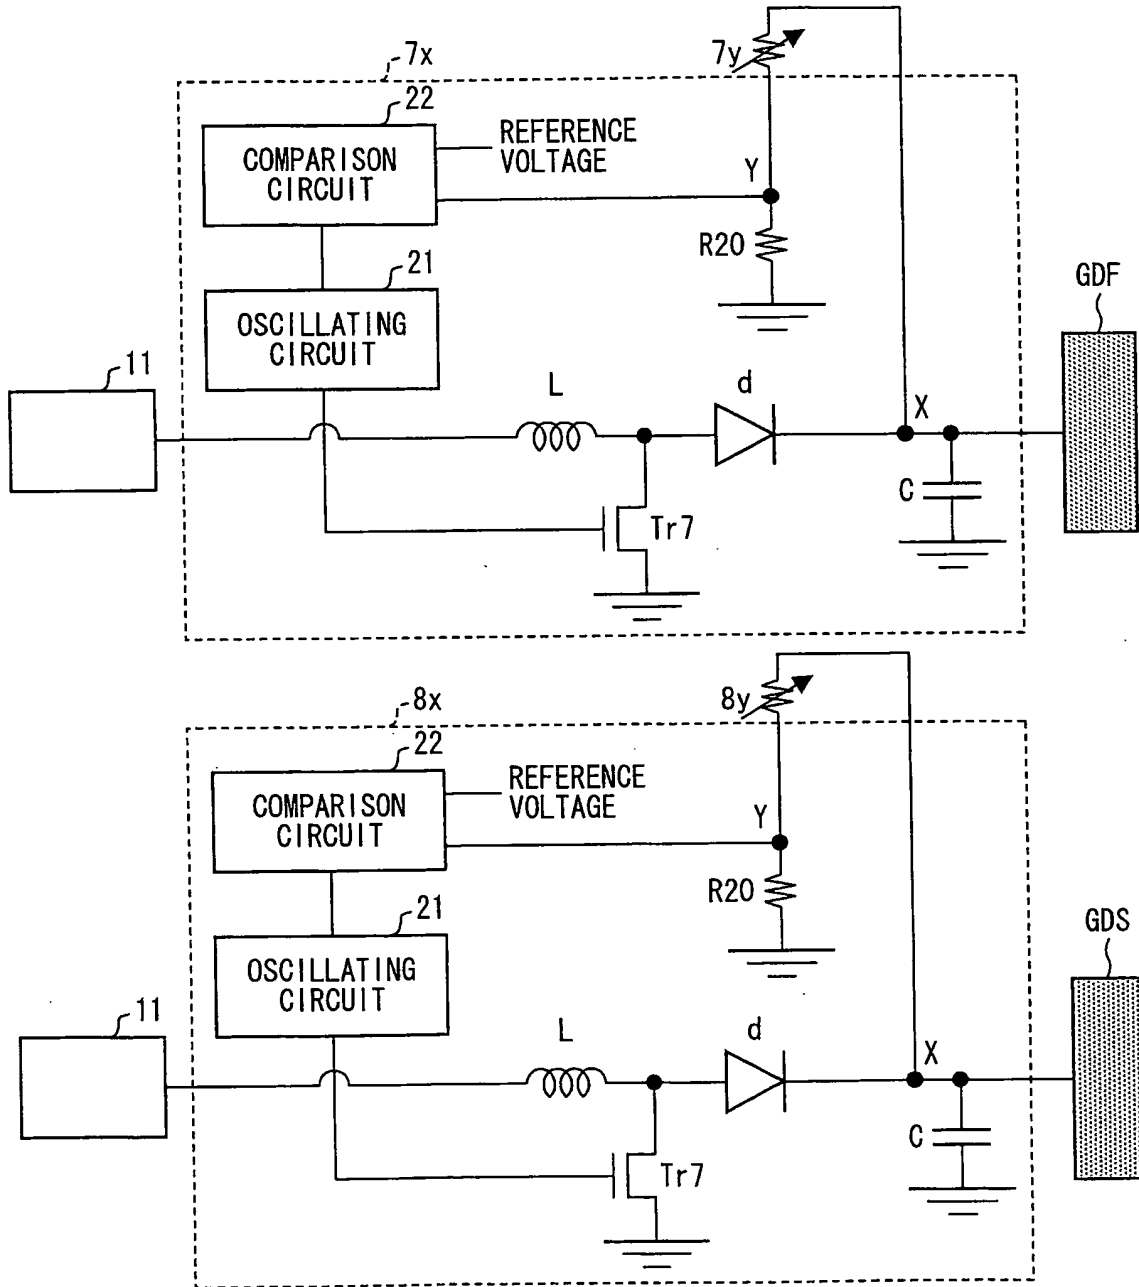 7x
7y
22
COMPARISON
CIRCUIT
REFERENCE
VOLTAGE
Y
R20
21
OSCILLATING
CIRCUIT
GDF
11
L
d
X
C
Tr7
8x
8y
22
COMPARISON
CIRCUIT
REFERENCE
VOLTAGE
Y
R20
21
OSCILLATING
CIRCUIT
GDS
11
L
d
X
C
Tr7